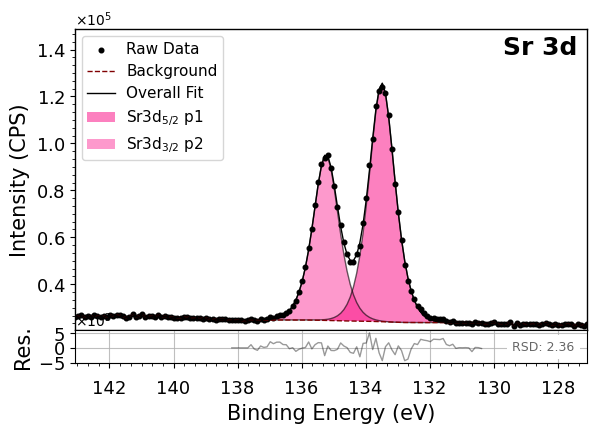 ×10⁵
Sr 3d
Raw Data
Background
Overall Fit
Sr3d₅/₂ p1
Sr3d₃/₂ p2
1.4
1.2
1.0
0.8
0.6
0.4
Intensity (CPS)
5
0
−5
Res.
RSD: 2.36
142 140 138 136 134 132 130 128
Binding Energy (eV)